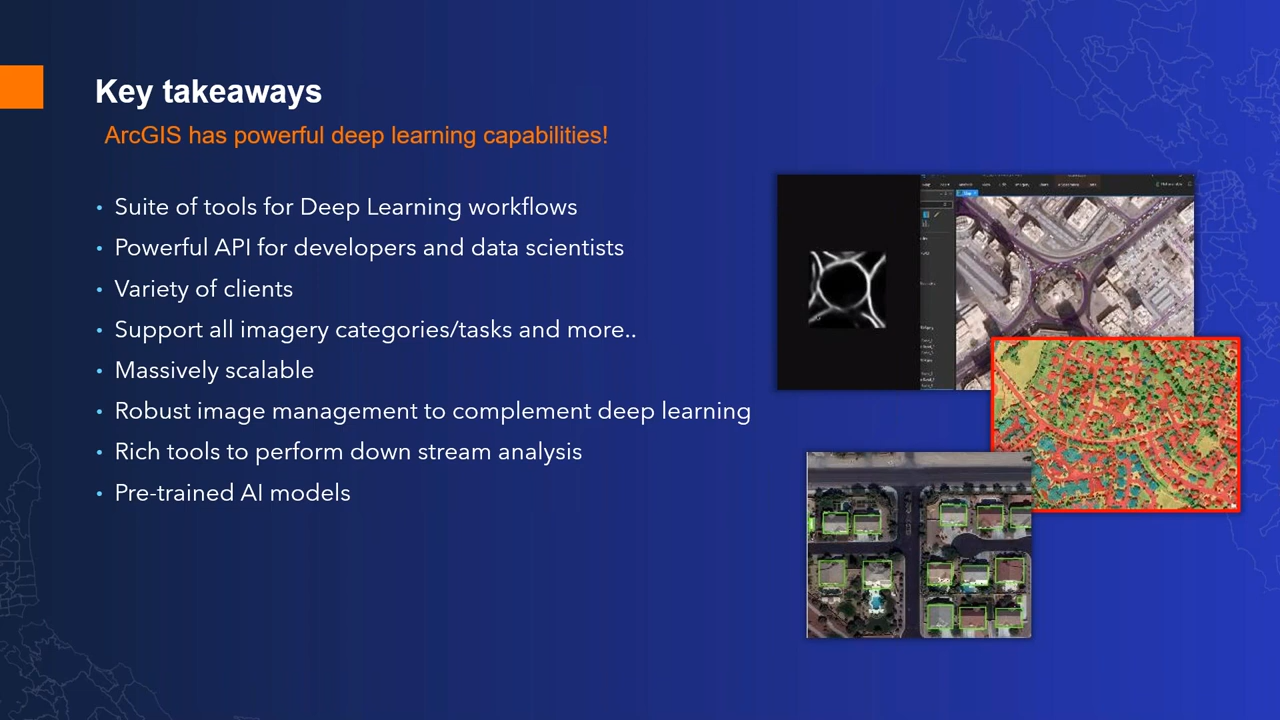 Key takeaways
ArcGIS has powerful deep learning capabilities!
• Suite of tools for Deep Learning workflows
• Powerful API for developers and data scientists
• Variety of clients
• Support all imagery categories/tasks and more..
• Massively scalable
• Robust image management to complement deep learning
• Rich tools to perform down stream analysis
• Pre-trained AI models